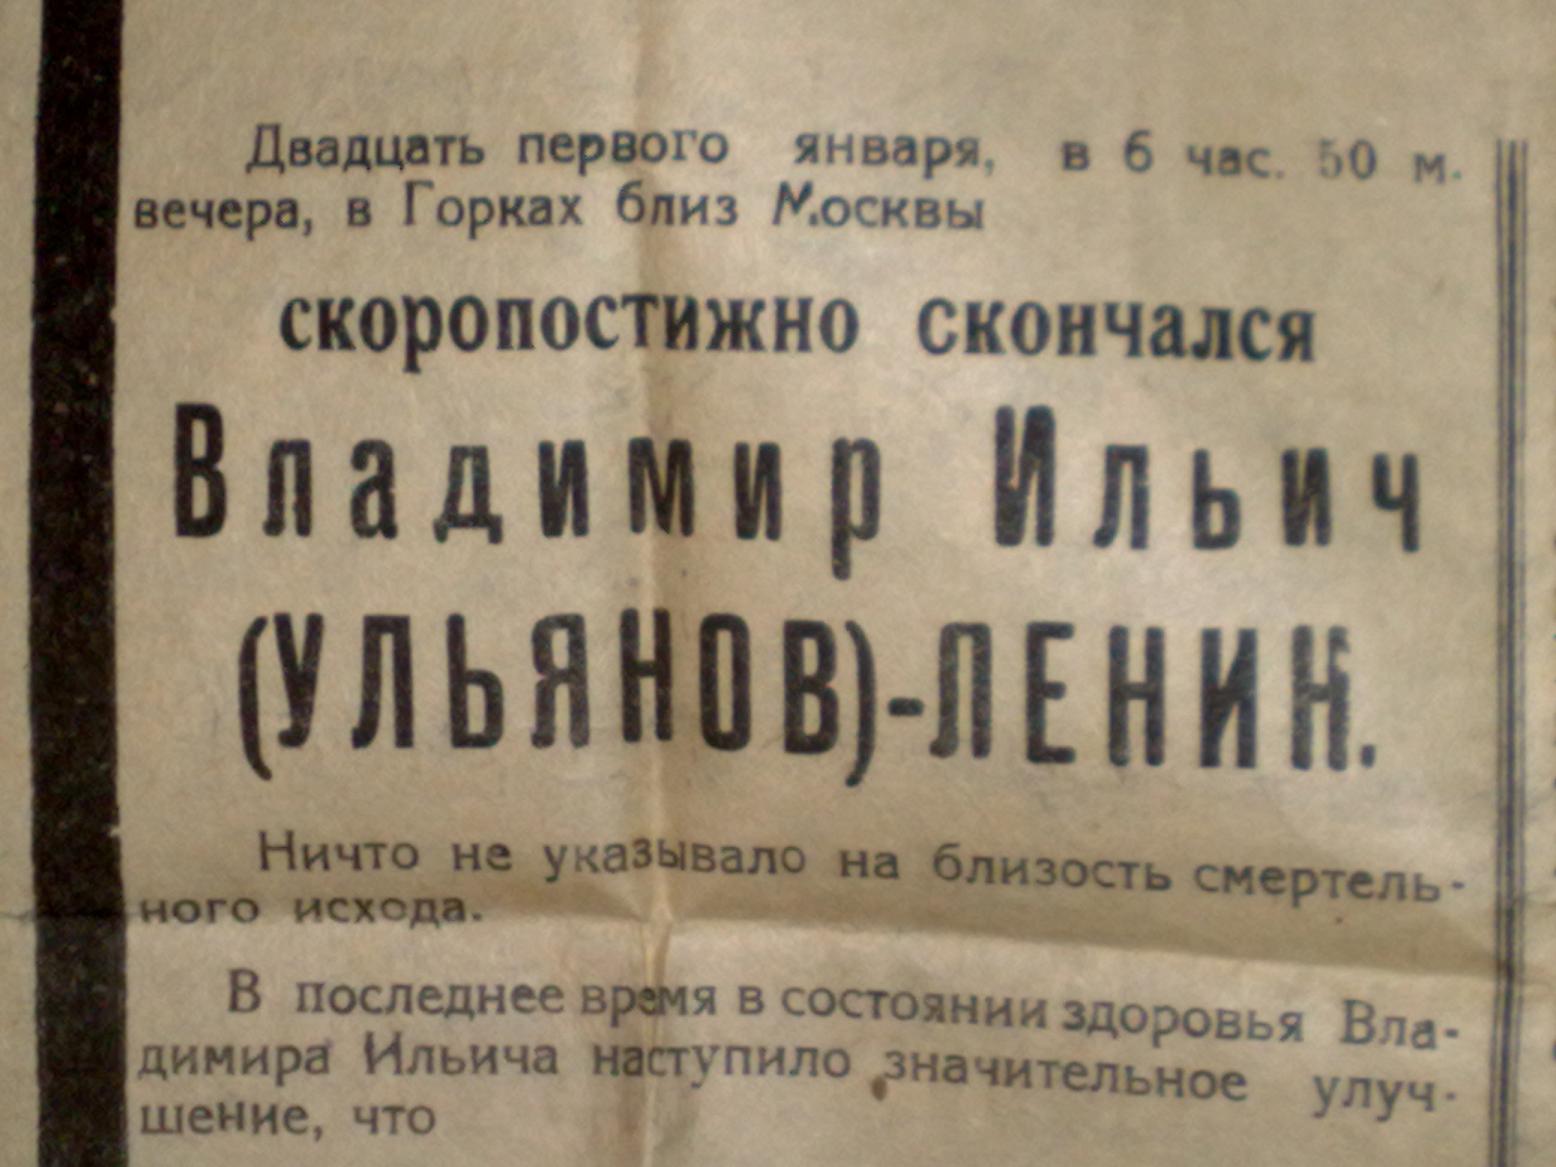 Двадцать первого января, в 6 час. 50 м.
вечера, в Горках близ Москвы
скоропостижно скончался
Владимир Ильич
(УЛЬЯНОВ)-ЛЕНИН.
Ничто не указывало на близость смертель-
ного исхода.
В последнее время в состоянии здоровья Вла-
димира Ильича наступило значительное улуч-
шение, что